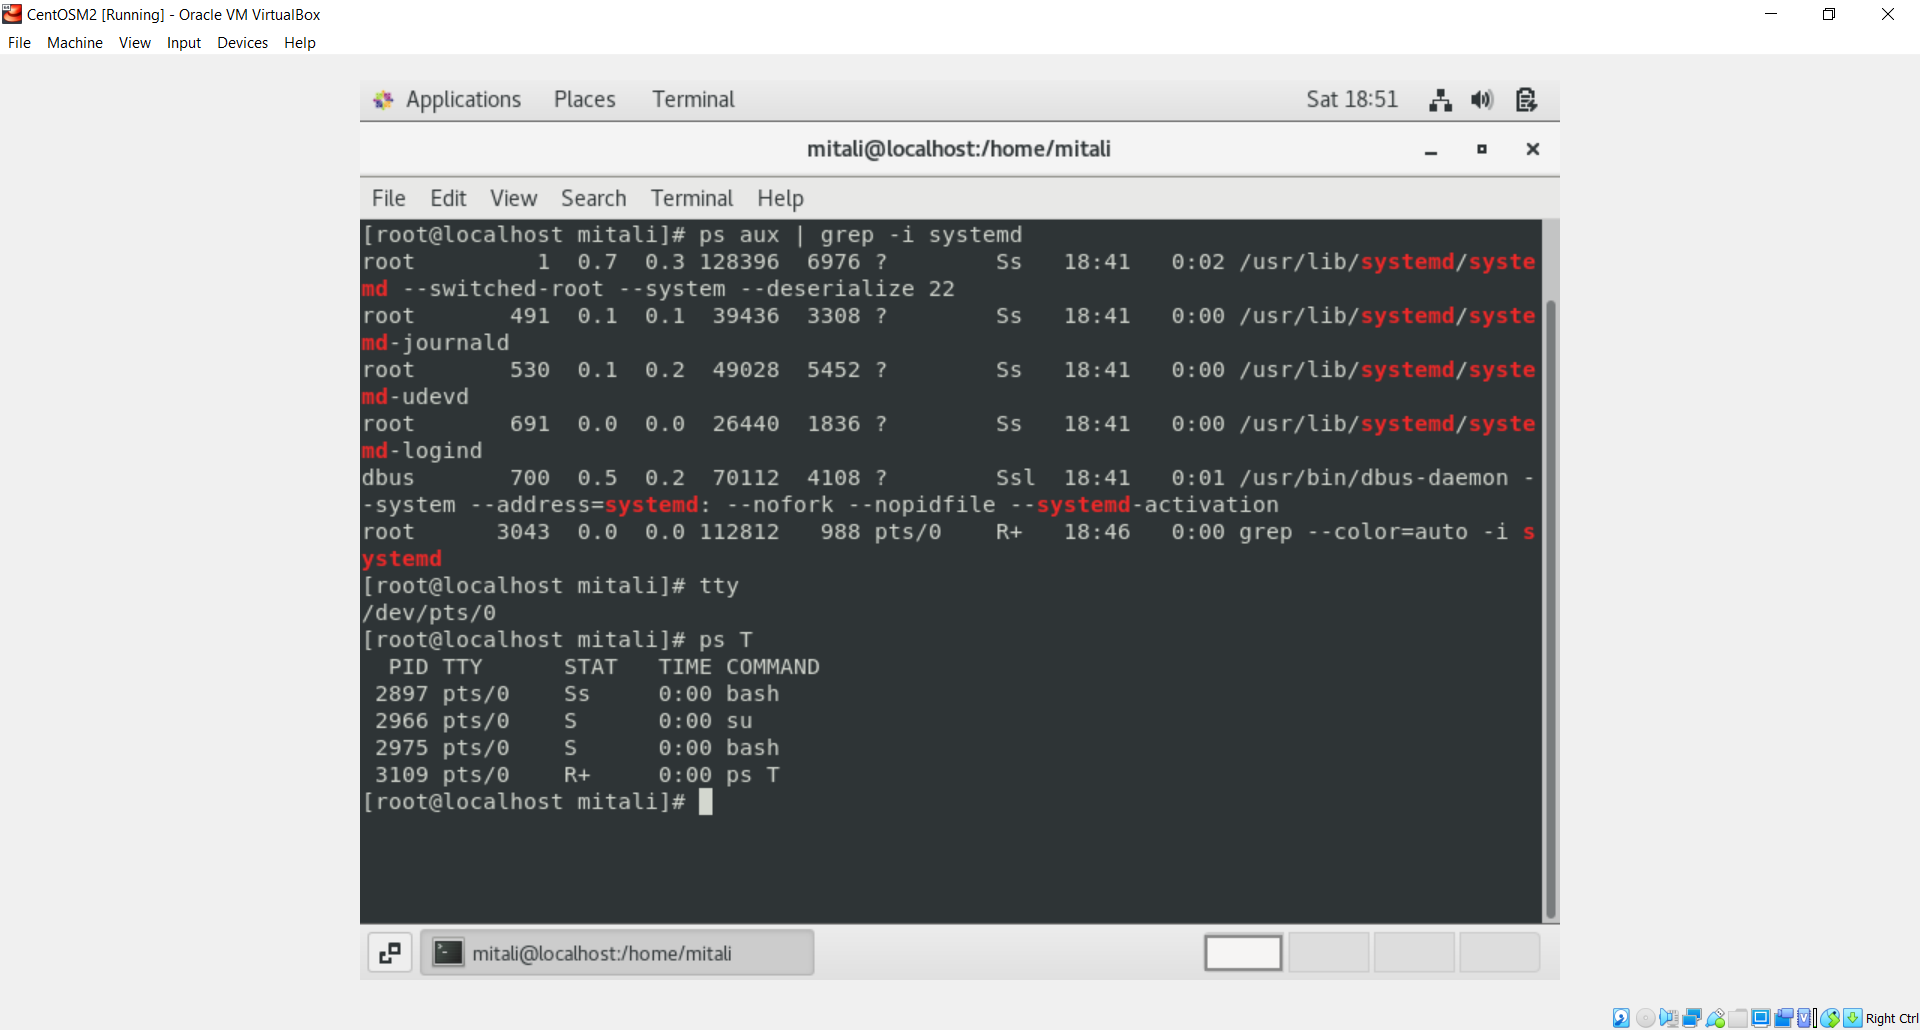 CentOSM2 [Running] - Oracle VM VirtualBox
File Machine View Input Devices Help
Applications Places Terminal Sat 18:51
mitali@localhost:/home/mitali
File Edit View Search Terminal Help
[root@localhost mitali]# ps aux | grep -i systemd
root         1  0.7  0.3 128396  6976 ?        Ss   18:41   0:02 /usr/lib/systemd/syste
md --switched-root --system --deserialize 22
root       491  0.1  0.1  39436  3308 ?        Ss   18:41   0:00 /usr/lib/systemd/syste
md-journald
root       530  0.1  0.2  49028  5452 ?        Ss   18:41   0:00 /usr/lib/systemd/syste
md-udevd
root       691  0.0  0.0  26440  1836 ?        Ss   18:41   0:00 /usr/lib/systemd/syste
md-logind
dbus       700  0.5  0.2  70112  4108 ?        Ssl  18:41   0:01 /usr/bin/dbus-daemon -
-system --address=systemd: --nofork --nopidfile --systemd-activation
root      3043  0.0  0.0 112812   988 pts/0    R+   18:46   0:00 grep --color=auto -i s
ystemd
[root@localhost mitali]# tty
/dev/pts/0
[root@localhost mitali]# ps T
  PID TTY      STAT   TIME COMMAND
 2897 pts/0    Ss     0:00 bash
 2966 pts/0    S      0:00 su
 2975 pts/0    S      0:00 bash
 3109 pts/0    R+     0:00 ps T
[root@localhost mitali]#
mitali@localhost:/home/mitali
Right Ctrl